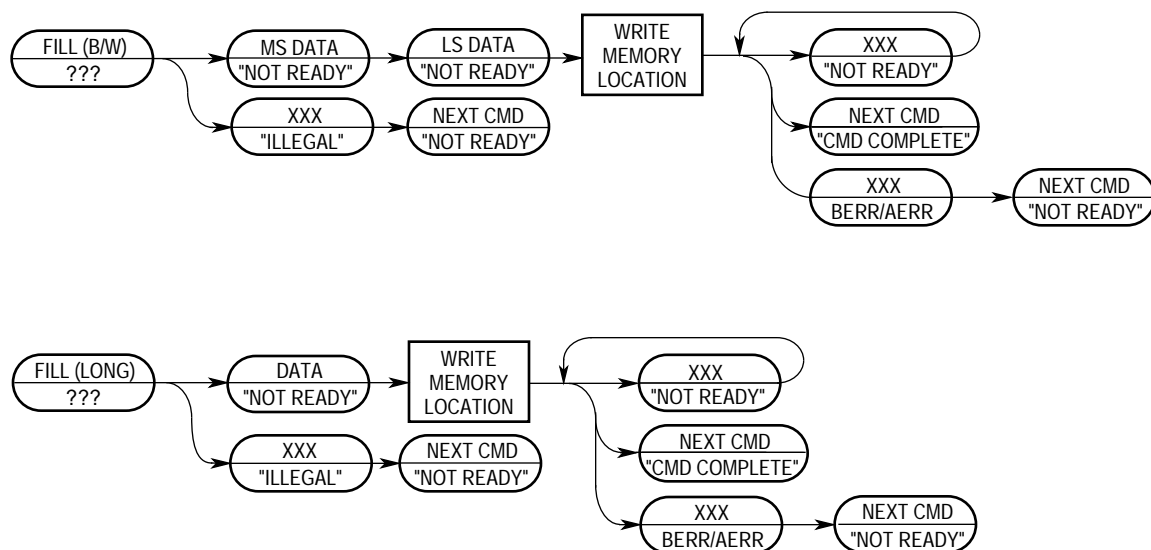 FILL (B/W)
???
MS DATA
"NOT READY"
LS DATA
"NOT READY"
WRITE
MEMORY
LOCATION
XXX
"NOT READY"
XXX
"ILLEGAL"
NEXT CMD
"NOT READY"
NEXT CMD
"CMD COMPLETE"
XXX
BERR/AERR
NEXT CMD
"NOT READY"
FILL (LONG)
???
DATA
"NOT READY"
WRITE
MEMORY
LOCATION
XXX
"NOT READY"
XXX
"ILLEGAL"
NEXT CMD
"NOT READY"
NEXT CMD
"CMD COMPLETE"
XXX
BERR/AERR
NEXT CMD
"NOT READY"